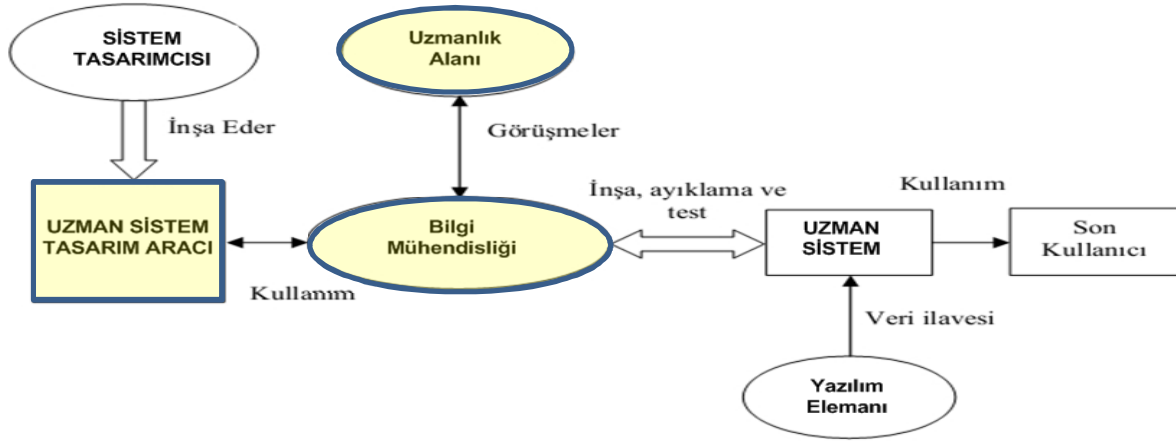 SİSTEM
TASARIMCISI
Uzmanlık
Alanı
İnşa Eder
Görüşmeler
UZMAN SİSTEM
TASARIM ARACI
Kullanım
Bilgi
Mühendisliği
İnşa, ayıklama ve
test
UZMAN
SİSTEM
Kullanım
Son
Kullanıcı
Veri ilavesi
Yazılım
Elemanı